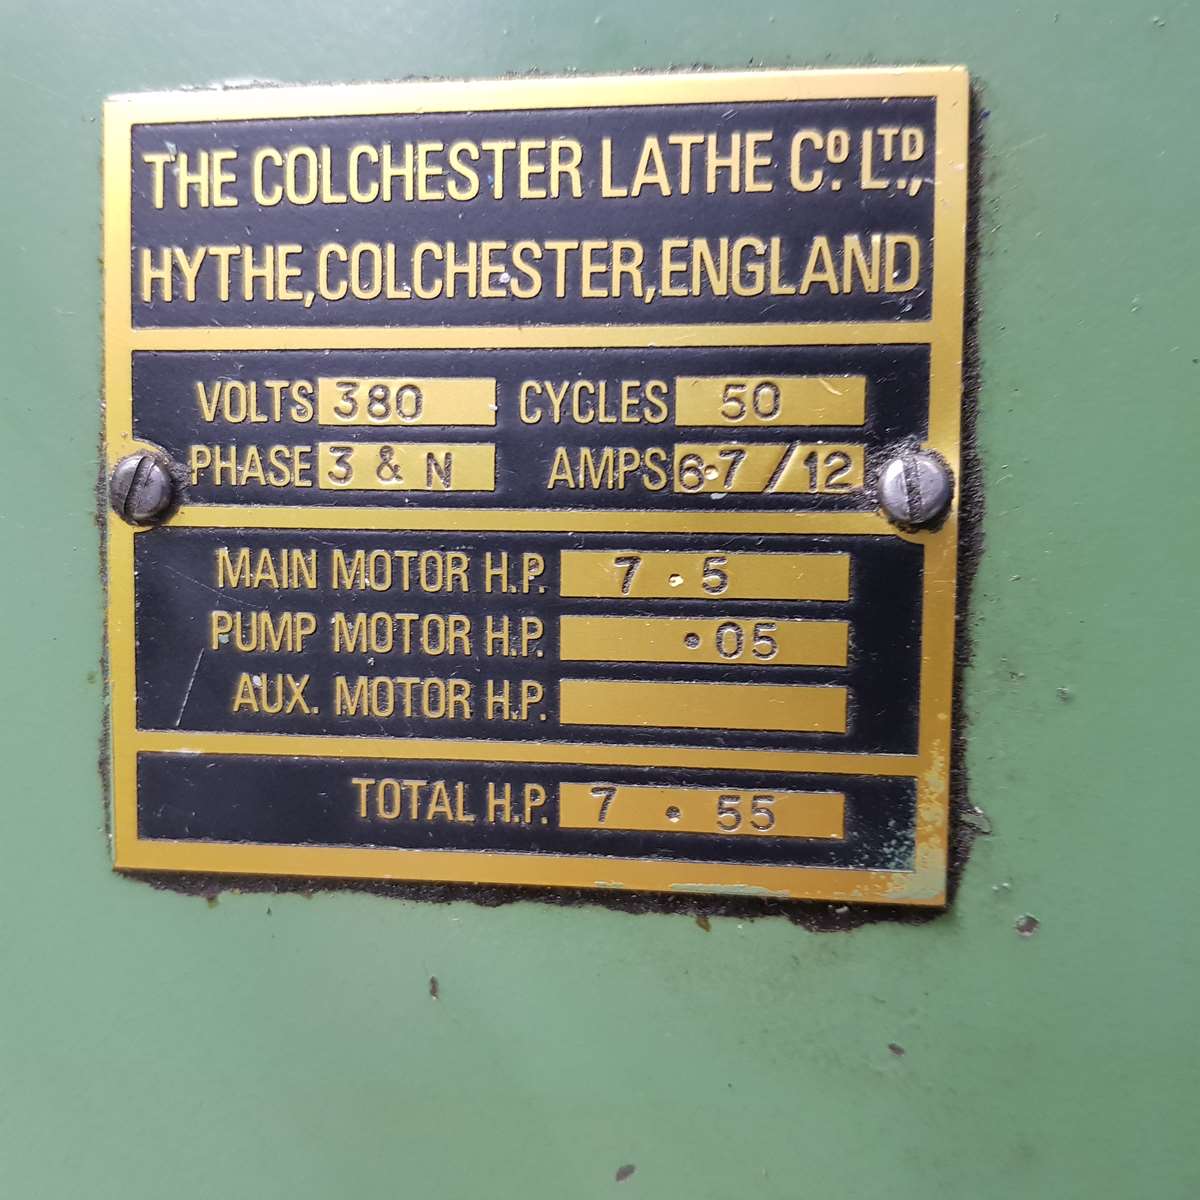 THE COLCHESTER LATHE CO. LTD.,
HYTHE, COLCHESTER, ENGLAND
VOLTS 380 CYCLES 50
PHASE 3 & N AMPS 6.7 / 12
MAIN MOTOR H.P. 7.5
PUMP MOTOR H.P. .05
AUX. MOTOR H.P.
TOTAL H.P. 7.55